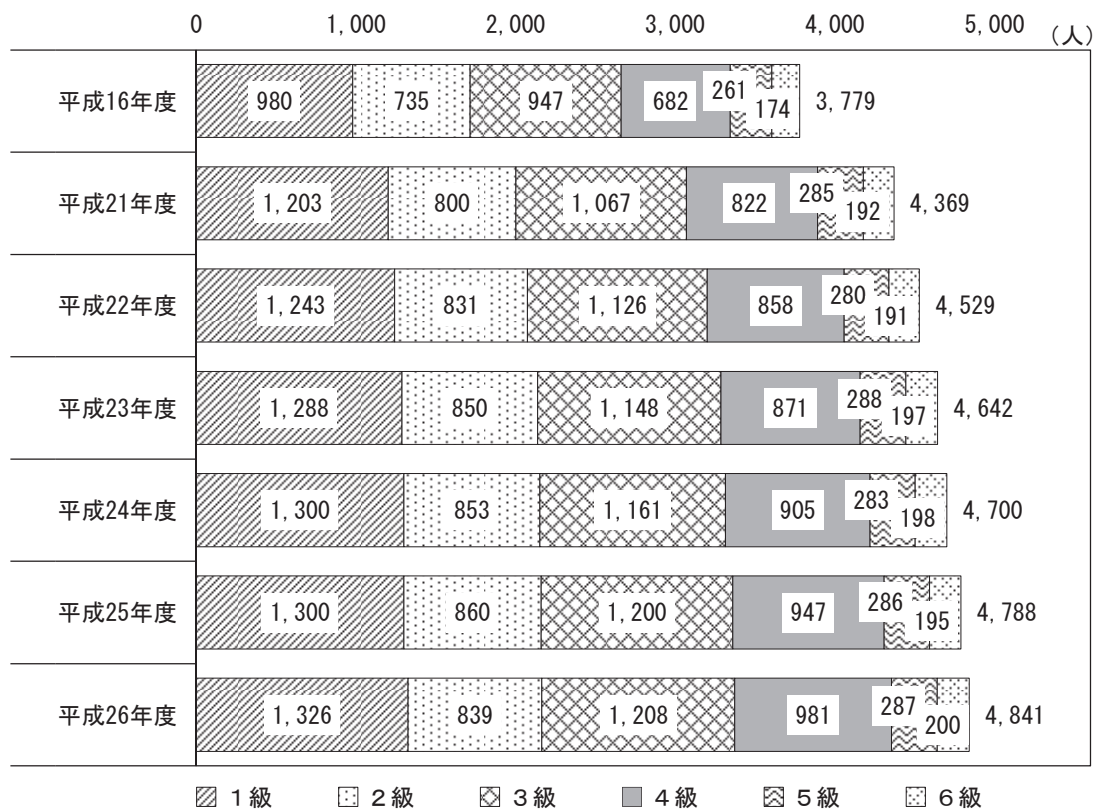 0 1,000 2,000 3,000 4,000 5,000 (人)
平成16年度 980 735 947 682 261 174 3,779
平成21年度 1,203 800 1,067 822 285 192 4,369
平成22年度 1,243 831 1,126 858 280 191 4,529
平成23年度 1,288 850 1,148 871 288 197 4,642
平成24年度 1,300 853 1,161 905 283 198 4,700
平成25年度 1,300 860 1,200 947 286 195 4,788
平成26年度 1,326 839 1,208 981 287 200 4,841
1級 2級 3級 4級 5級 6級